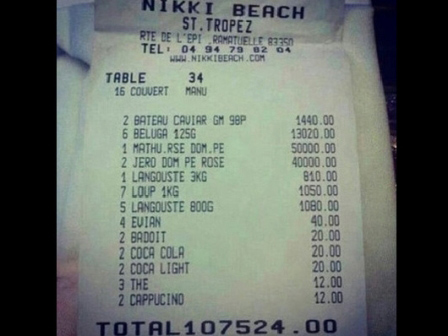 NIKKI BEACH
ST.TROPEZ
RTE DE L'EPI ,RAMATUELLE 83350
TEL: 04 94 79 82 04
WWW.NIKKIBEACH.COM
TABLE 34
16 COUVERT MANU
2 BATEAU CAVIAR GM 98P 1440.00
6 BELUGA 125G 13020.00
1 MATHU.RSE DOM.PE 50000.00
2 JERO DOM PE ROSE 40000.00
1 LANGOUSTE 3KG 810.00
7 LOUP 1KG 1050.00
5 LANGOUSTE 800G 1080.00
4 EVIAN 40.00
2 BADOIT 20.00
2 COCA COLA 20.00
2 COCA LIGHT 20.00
3 THE 12.00
2 CAPPUCINO 12.00
TOTAL107524.00